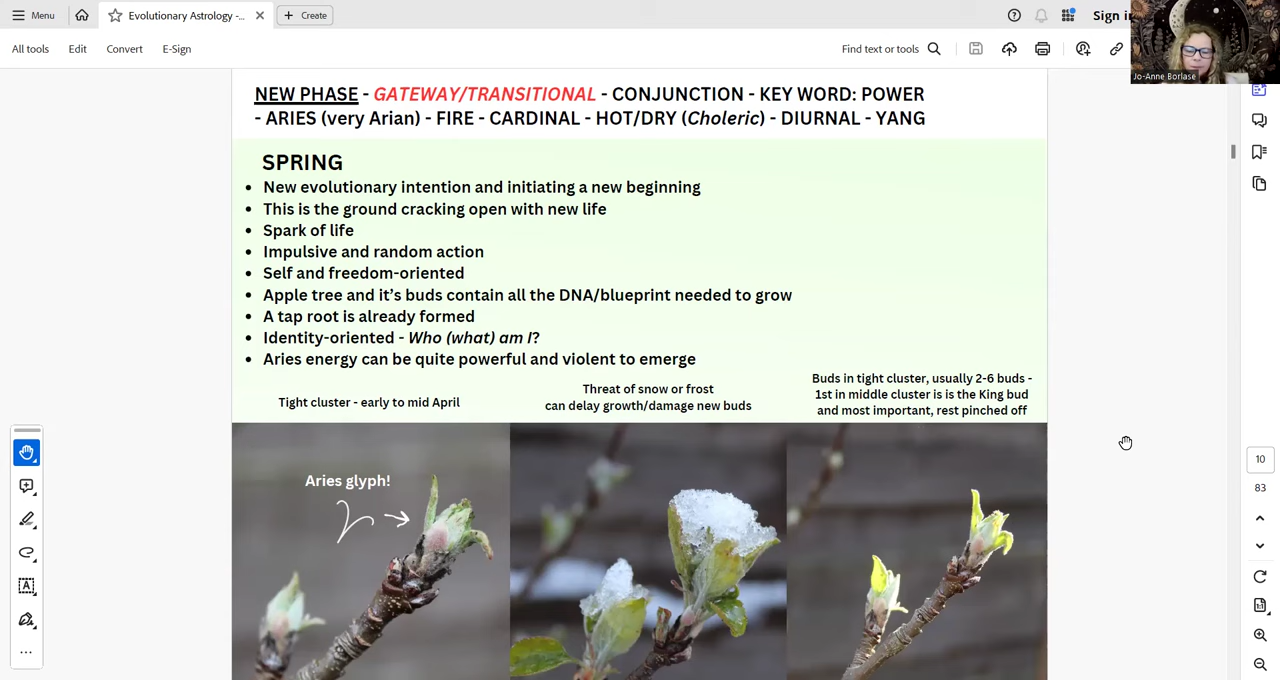 Menu
Evolutionary Astrology -...
Create
Sign in
All tools
Edit
Convert
E-Sign
Find text or tools
Jo-Anne Borlase
NEW PHASE - GATEWAY/TRANSITIONAL - CONJUNCTION - KEY WORD: POWER
- ARIES (very Arian) - FIRE - CARDINAL - HOT/DRY (Choleric) - DIURNAL - YANG
SPRING
• New evolutionary intention and initiating a new beginning
• This is the ground cracking open with new life
• Spark of life
• Impulsive and random action
• Self and freedom-oriented
• Apple tree and it's buds contain all the DNA/blueprint needed to grow
• A tap root is already formed
• Identity-oriented - Who (what) am I?
• Aries energy can be quite powerful and violent to emerge
Tight cluster - early to mid April
Threat of snow or frost
can delay growth/damage new buds
Buds in tight cluster, usually 2-6 buds -
1st in middle cluster is is the King bud
and most important, rest pinched off
Aries glyph!
10
83